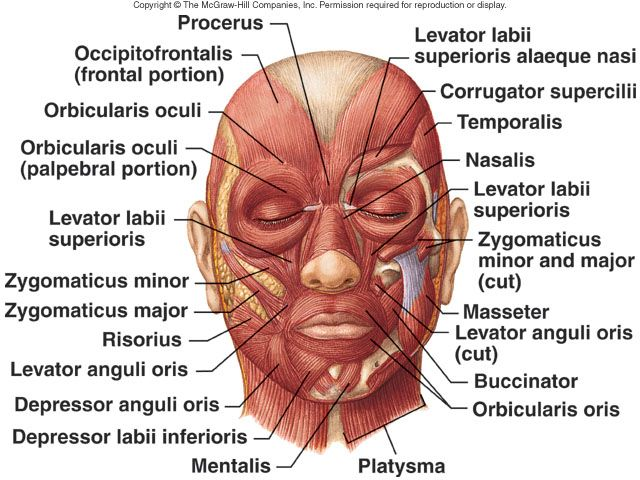 Copyright © The McGraw-Hill Companies, Inc. Permission required for reproduction or display.
Procerus
Occipitofrontalis
(frontal portion)
Orbicularis oculi
Orbicularis oculi
(palpebral portion)
Levator labii
superioris
Zygomaticus minor
Zygomaticus major
Risorius
Levator anguli oris
Depressor anguli oris
Depressor labii inferioris
Mentalis
Levator labii
superioris alaeque nasi
Corrugator supercilii
Temporalis
Nasalis
Levator labii
superioris
Zygomaticus
minor and major
(cut)
Masseter
Levator anguli oris
(cut)
Buccinator
Orbicularis oris
Platysma